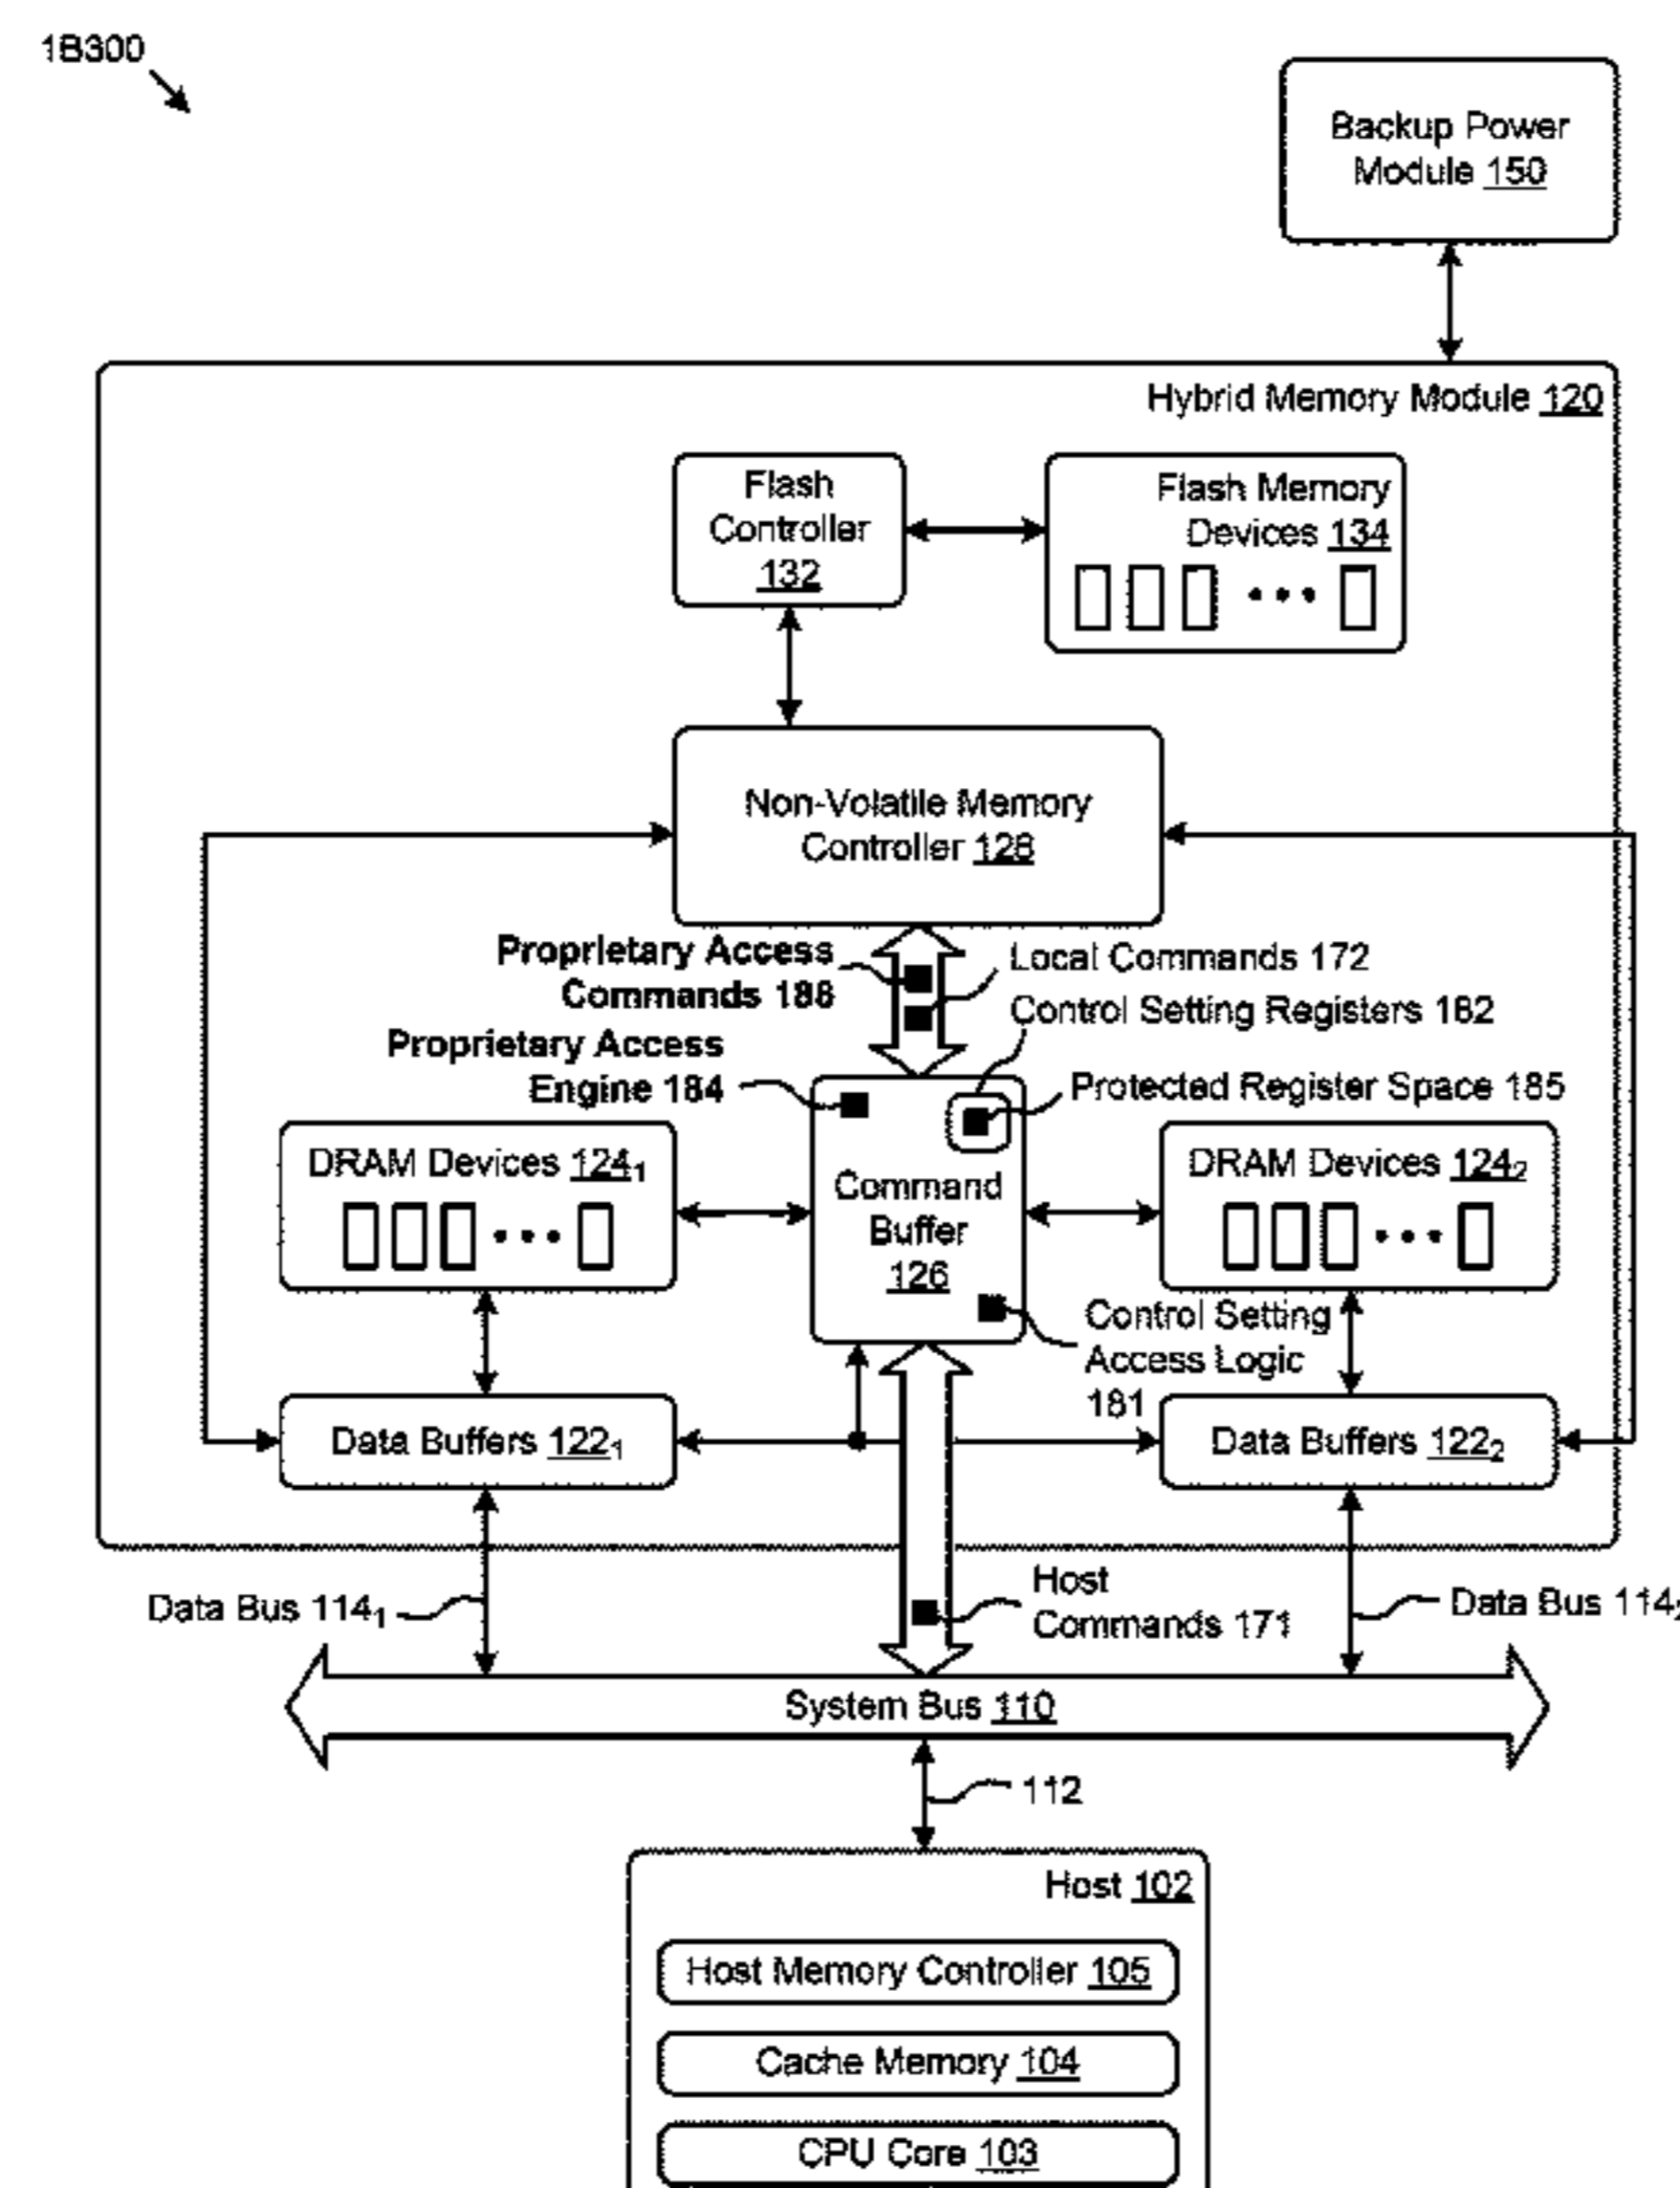 1B300
Backup Power
Module 150
Hybrid Memory Module 120
Flash
Controller
132
Flash Memory
Devices 134
Non-Volatile Memory
Controller 128
Proprietary Access
Commands 188
Local Commands 172
Control Setting Registers 182
Proprietary Access
Engine 184
Protected Register Space 185
DRAM Devices 124₁
Command
Buffer
126
DRAM Devices 124₂
Control Setting
Access Logic
181
Data Buffers 122₁
Data Buffers 122₂
Data Bus 114₁
Host
Commands 171
Data Bus 114₂
System Bus 110
112
Host 102
Host Memory Controller 105
Cache Memory 104
CPU Core 103